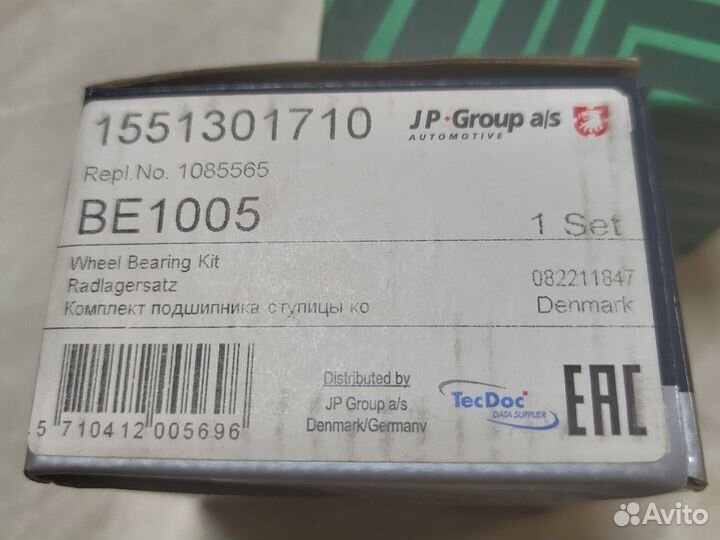 1551301710
JP Group a/s
AUTOMOTIVE
Repl.No. 1085565
BE1005
1 Set
Wheel Bearing Kit
Radlagersatz
082211847
Комплект подшипника ступицы ко
Denmark
Distributed by
JP Group a/s
Denmark/Germany
TecDoc
DATA SUPPLIER
EAC
5 710412 005696
Avito